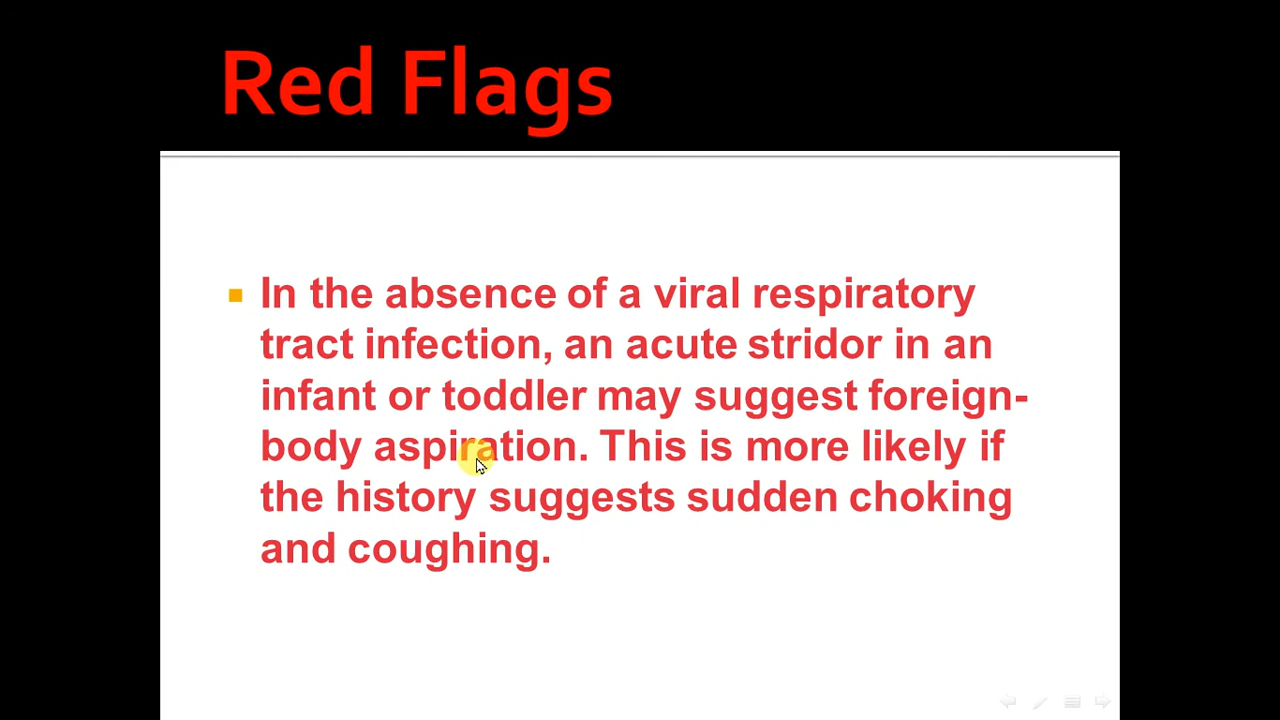 Red Flags
In the absence of a viral respiratory
tract infection, an acute stridor in an
infant or toddler may suggest foreign-
body aspiration. This is more likely if
the history suggests sudden choking
and coughing.